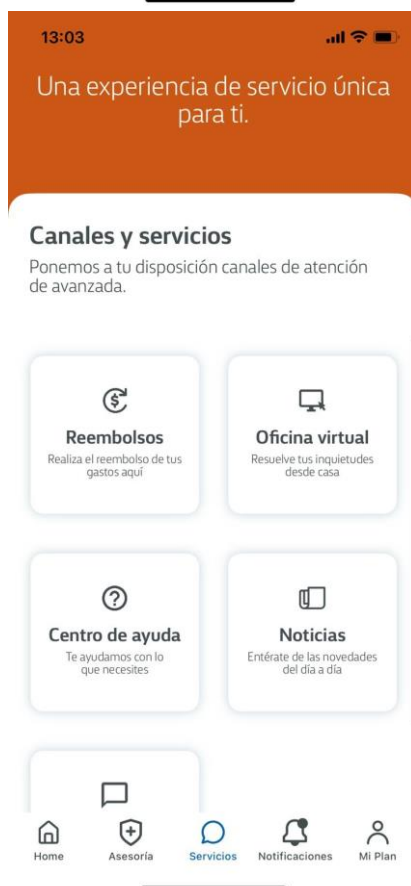 13:03
Una experiencia de servicio única
para ti.
Canales y servicios
Ponemos a tu disposición canales de atención
de avanzada.
Reembolsos
Realiza el reembolso de tus
gastos aquí
Oficina virtual
Resuelve tus inquietudes
desde casa
Centro de ayuda
Te ayudamos con lo
que necesites
Noticias
Entérate de las novedades
del día a día
Home
Asesoría
Servicios
Notificaciones
Mi Plan